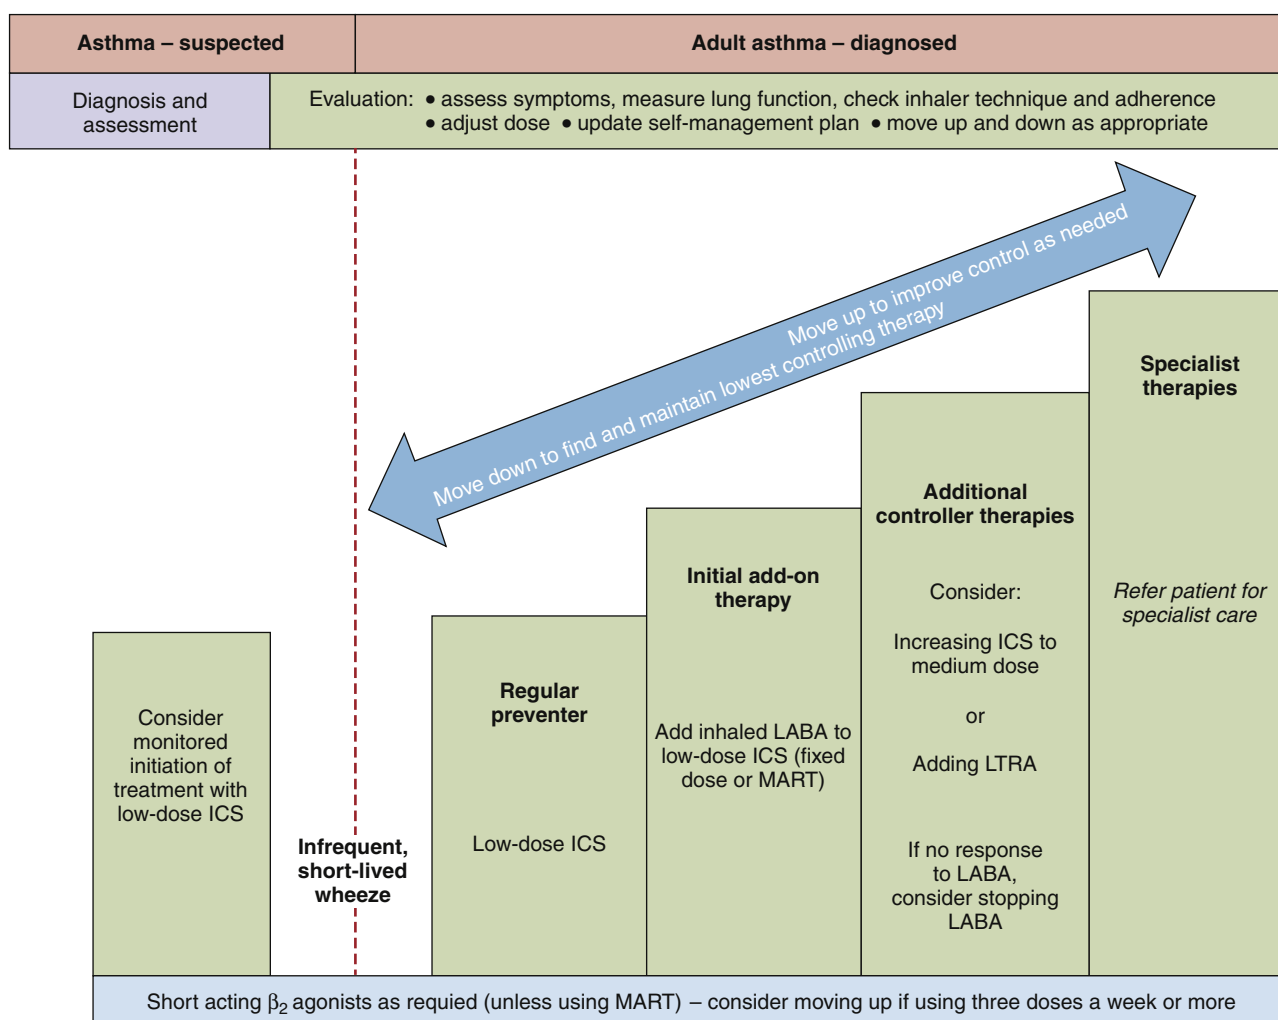 Asthma – suspected
Adult asthma – diagnosed
Diagnosis and
assessment
Evaluation: • assess symptoms, measure lung function, check inhaler technique and adherence
• adjust dose • update self-management plan • move up and down as appropriate
Move up to improve control as needed
Move down to find and maintain lowest controlling therapy
Consider
monitored
initiation of
treatment with
low-dose ICS
Infrequent,
short-lived
wheeze
Regular
preventer
Low-dose ICS
Initial add-on
therapy
Add inhaled LABA to
low-dose ICS (fixed
dose or MART)
Additional
controller therapies
Consider:
Increasing ICS to
medium dose
or
Adding LTRA
If no response
to LABA,
consider stopping
LABA
Specialist
therapies
Refer patient for
specialist care
Short acting β₂ agonists as requied (unless using MART) – consider moving up if using three doses a week or more